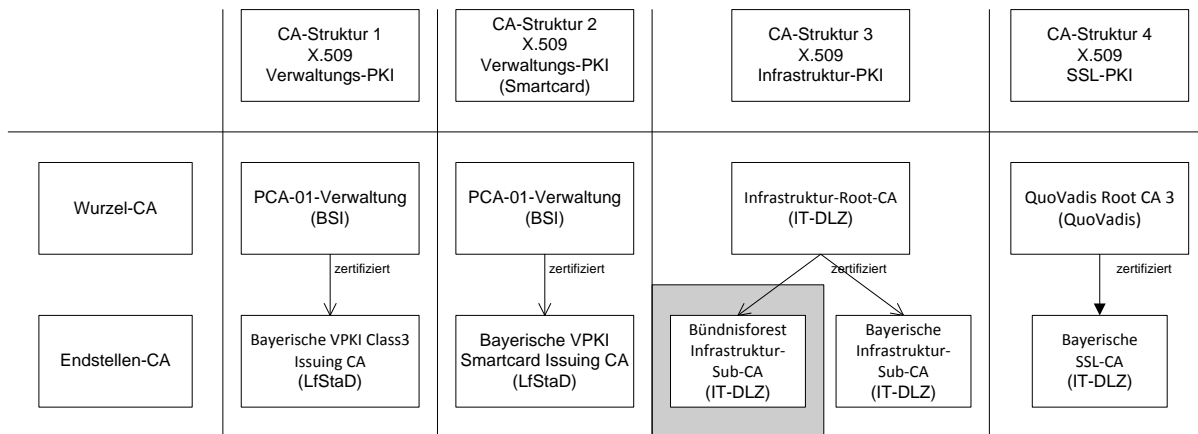 CA-Struktur 1
X.509
Verwaltungs-PKI
CA-Struktur 2
X.509
Verwaltungs-PKI
(Smartcard)
CA-Struktur 3
X.509
Infrastruktur-PKI
CA-Struktur 4
X.509
SSL-PKI
Wurzel-CA
PCA-01-Verwaltung
(BSI)
PCA-01-Verwaltung
(BSI)
Infrastruktur-Root-CA
(IT-DLZ)
QuoVadis Root CA 3
(QuoVadis)
zertifiziert
zertifiziert
zertifiziert
zertifiziert
Endstellen-CA
Bayerische VPKI Class3
Issuing CA
(LfStaD)
Bayerische VPKI
Smartcard Issuing CA
(LfStaD)
Bündnisforest
Infrastruktur-
Sub-CA
(IT-DLZ)
Bayerische
Infrastruktur-
Sub-CA
(IT-DLZ)
Bayerische
SSL-CA
(IT-DLZ)